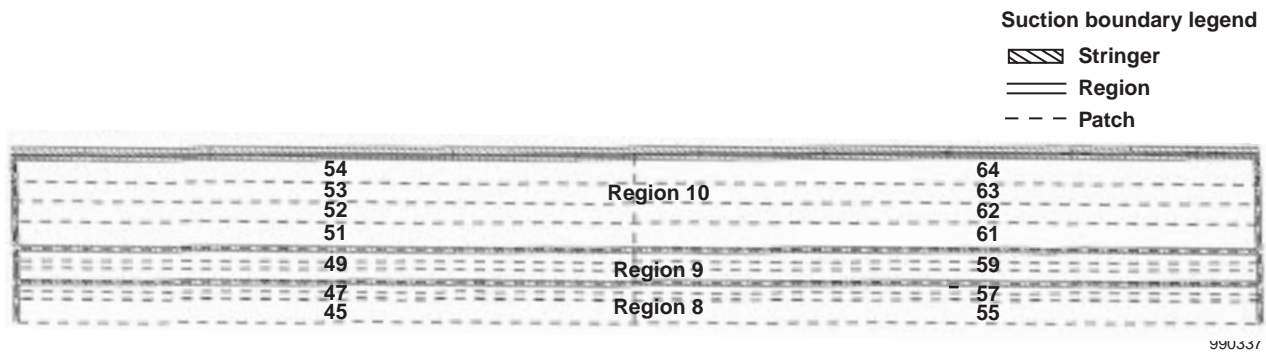 Suction boundary legend
Stringer
Region
Patch
54 64
53 Region 10 63
52 62
51 61
49 Region 9 59
47 57
45 Region 8 55
990337